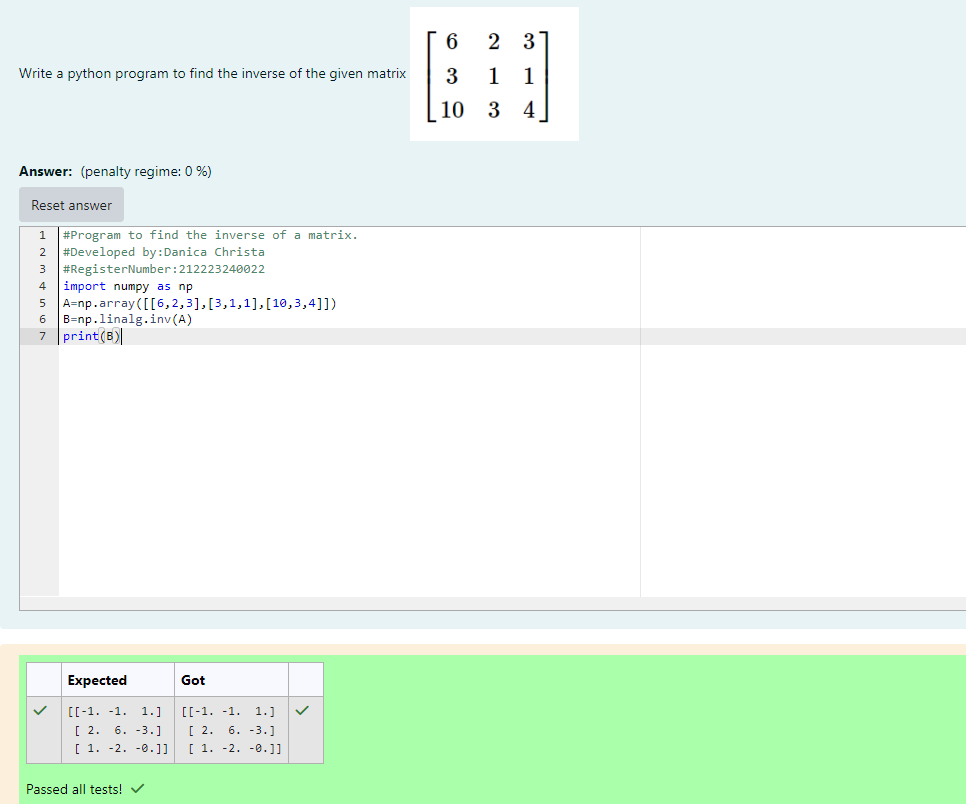 6 2 3
Write a python program to find the inverse of the given matrix 3 1 1
10 3 4
Answer: (penalty regime: 0 %)
Reset answer
1 #Program to find the inverse of a matrix.
2 #Developed by:Danica Christa
3 #RegisterNumber:212223240022
4 import numpy as np
5 A=np.array([[6,2,3],[3,1,1],[10,3,4]])
6 B=np.linalg.inv(A)
7 print(B)
Expected Got
[[-1. -1. 1.] [[-1. -1. 1.]
[ 2. 6. -3.] [ 2. 6. -3.]
[ 1. -2. -0.]] [ 1. -2. -0.]]
Passed all tests!